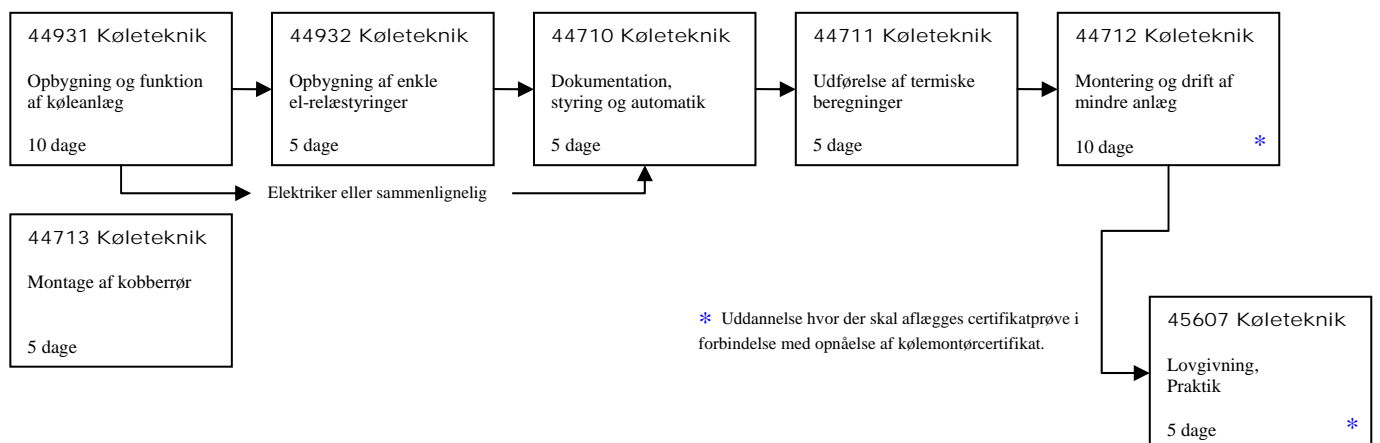 44931 Køleteknik
Opbygning og funktion
af køleanlæg
10 dage
44932 Køleteknik
Opbygning af enkle
el-relæstyringer
5 dage
44710 Køleteknik
Dokumentation,
styring og automatik
5 dage
44711 Køleteknik
Udførelse af termiske
beregninger
5 dage
44712 Køleteknik
Montering og drift af
mindre anlæg
10 dage *
Elektriker eller sammenlignelig
44713 Køleteknik
Montage af kobberrør
5 dage
* Uddannelse hvor der skal aflægges certifikatprøve i
forbindelse med opnåelse af kølemontørcertifikat.
45607 Køleteknik
Lovgivning,
Praktik
5 dage *